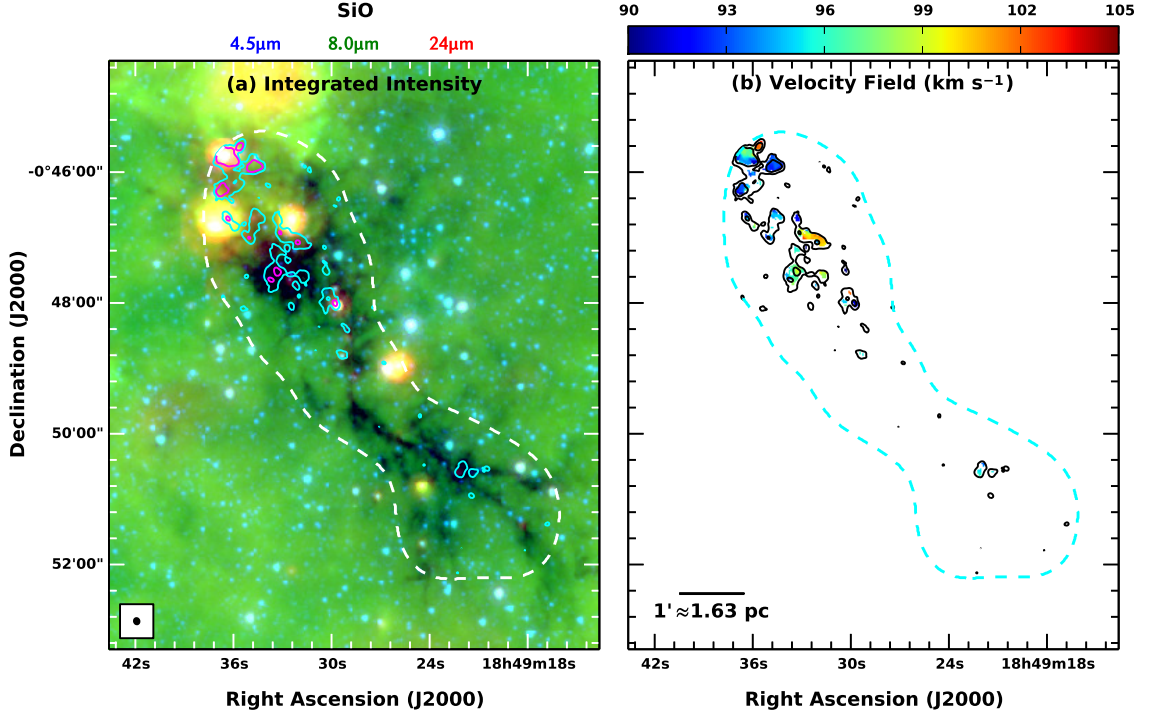 SiO
4.5μm 8.0μm 24μm
(a) Integrated Intensity
-0°46'00"
48'00"
50'00"
52'00"
Declination (J2000)
42s 36s 30s 24s 18h49m18s
Right Ascension (J2000)
90 93 96 99 102 105
(b) Velocity Field (km s⁻¹)
1'≈1.63 pc
42s 36s 30s 24s 18h49m18s
Right Ascension (J2000)